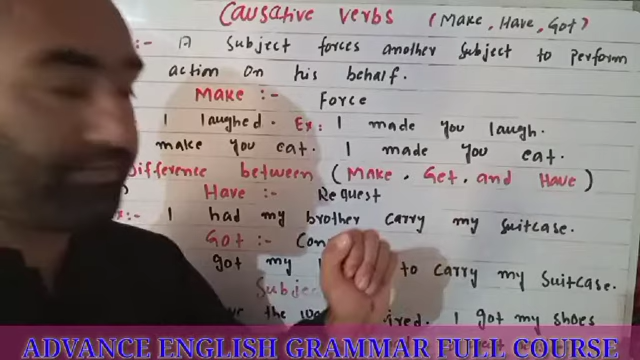 Causative verbs (Make, Have, Got)
:- A Subject forces another Subject to perform
action on his behalf.
Make :- Force
I laughed. Ex: I made you laugh.
make you eat. I made you eat.
Difference between (Make, Get, and Have)
Have :- Request
Ex:- I had my brother carry my suitcase.
Got :-
got my to carry my suitcase.
the I got my shoes
ADVANCE ENGLISH GRAMMAR FULL COURSE